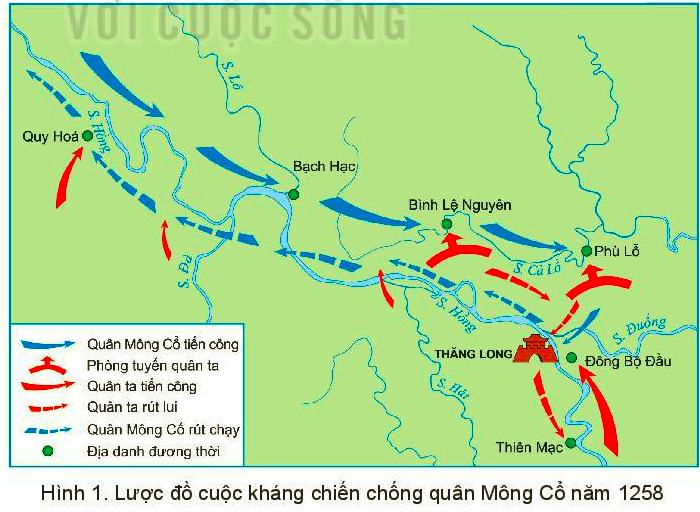 VỚI CUỘC SỐNG
S. Lô
S. Hồng
Quy Hoá
Bạch Hạc
Bình Lệ Nguyên
Phù Lỗ
S. Cà Lồ
S. Đà
S. Hồng
S. Đuống
THĂNG LONG
Đông Bộ Đầu
S. Hát
Thiên Mạc
Quân Mông Cổ tiến công
Phòng tuyến quân ta
Quân ta tiến công
Quân ta rút lui
Quân Mông Cổ rút chạy
Địa danh đương thời
Hình 1. Lược đồ cuộc kháng chiến chống quân Mông Cổ năm 1258